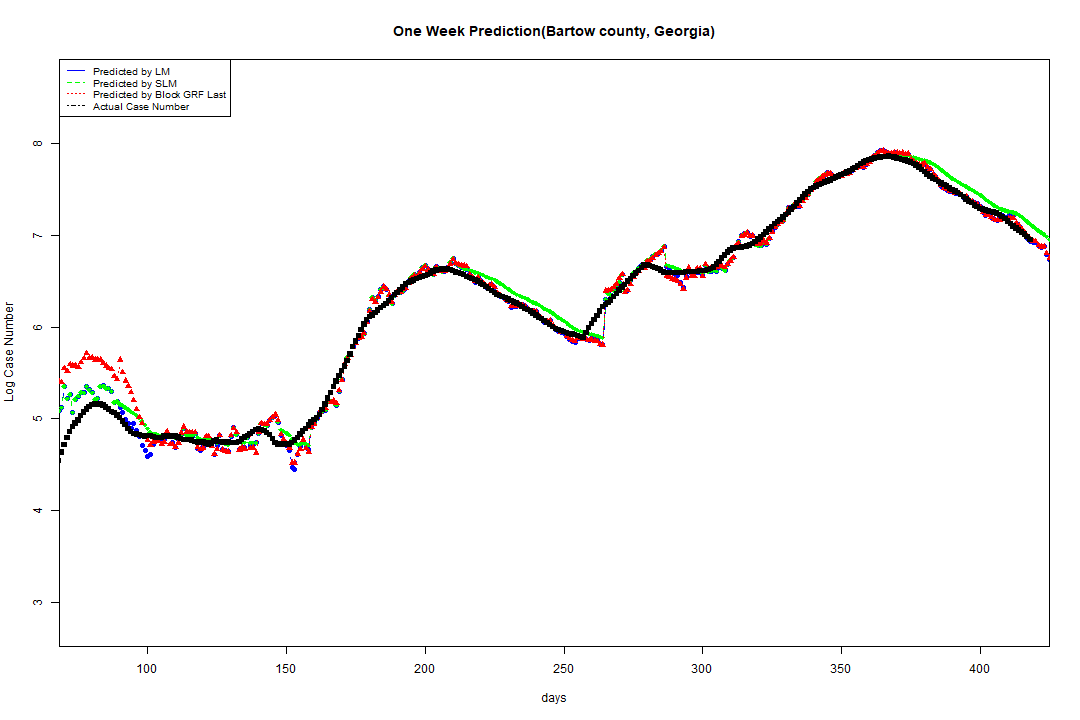 One Week Prediction(Bartow county, Georgia)
Predicted by LM
Predicted by SLM
Predicted by Block GRF Last
Actual Case Number
Log Case Number
8
7
6
5
4
3
100 150 200 250 300 350 400
days